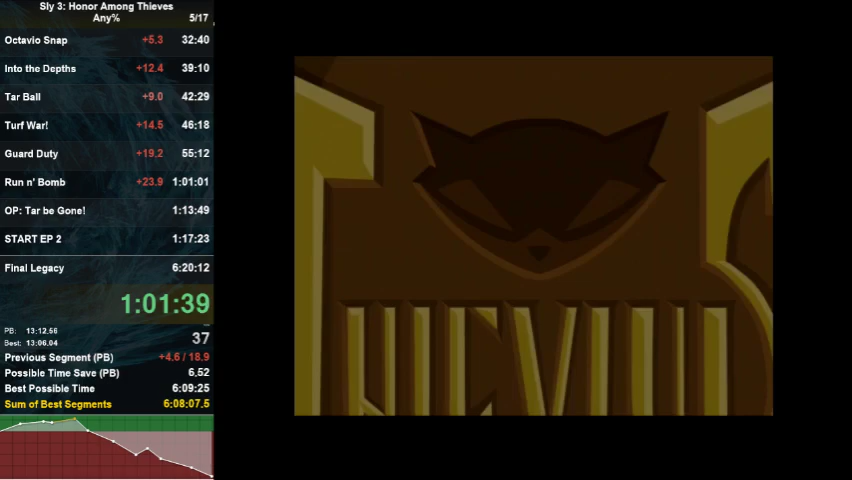 Sly 3: Honor Among Thieves
Any% 5/17
Octavio Snap +5.3 32:40
Into the Depths +12.4 39:10
Tar Ball +9.0 42:29
Turf War! +14.5 46:18
Guard Duty +19.2 55:12
Run n' Bomb +23.9 1:01:01
OP: Tar be Gone! 1:13:49
START EP 2 1:17:23
Final Legacy 6:20:12
1:01:39
PB: 13:12.56
Best: 13:06.04
37
Previous Segment (PB) +4.6 / 18.9
Possible Time Save (PB) 6.52
Best Possible Time 6:09:25
Sum of Best Segments 6:08:07.5
THIEVIUS